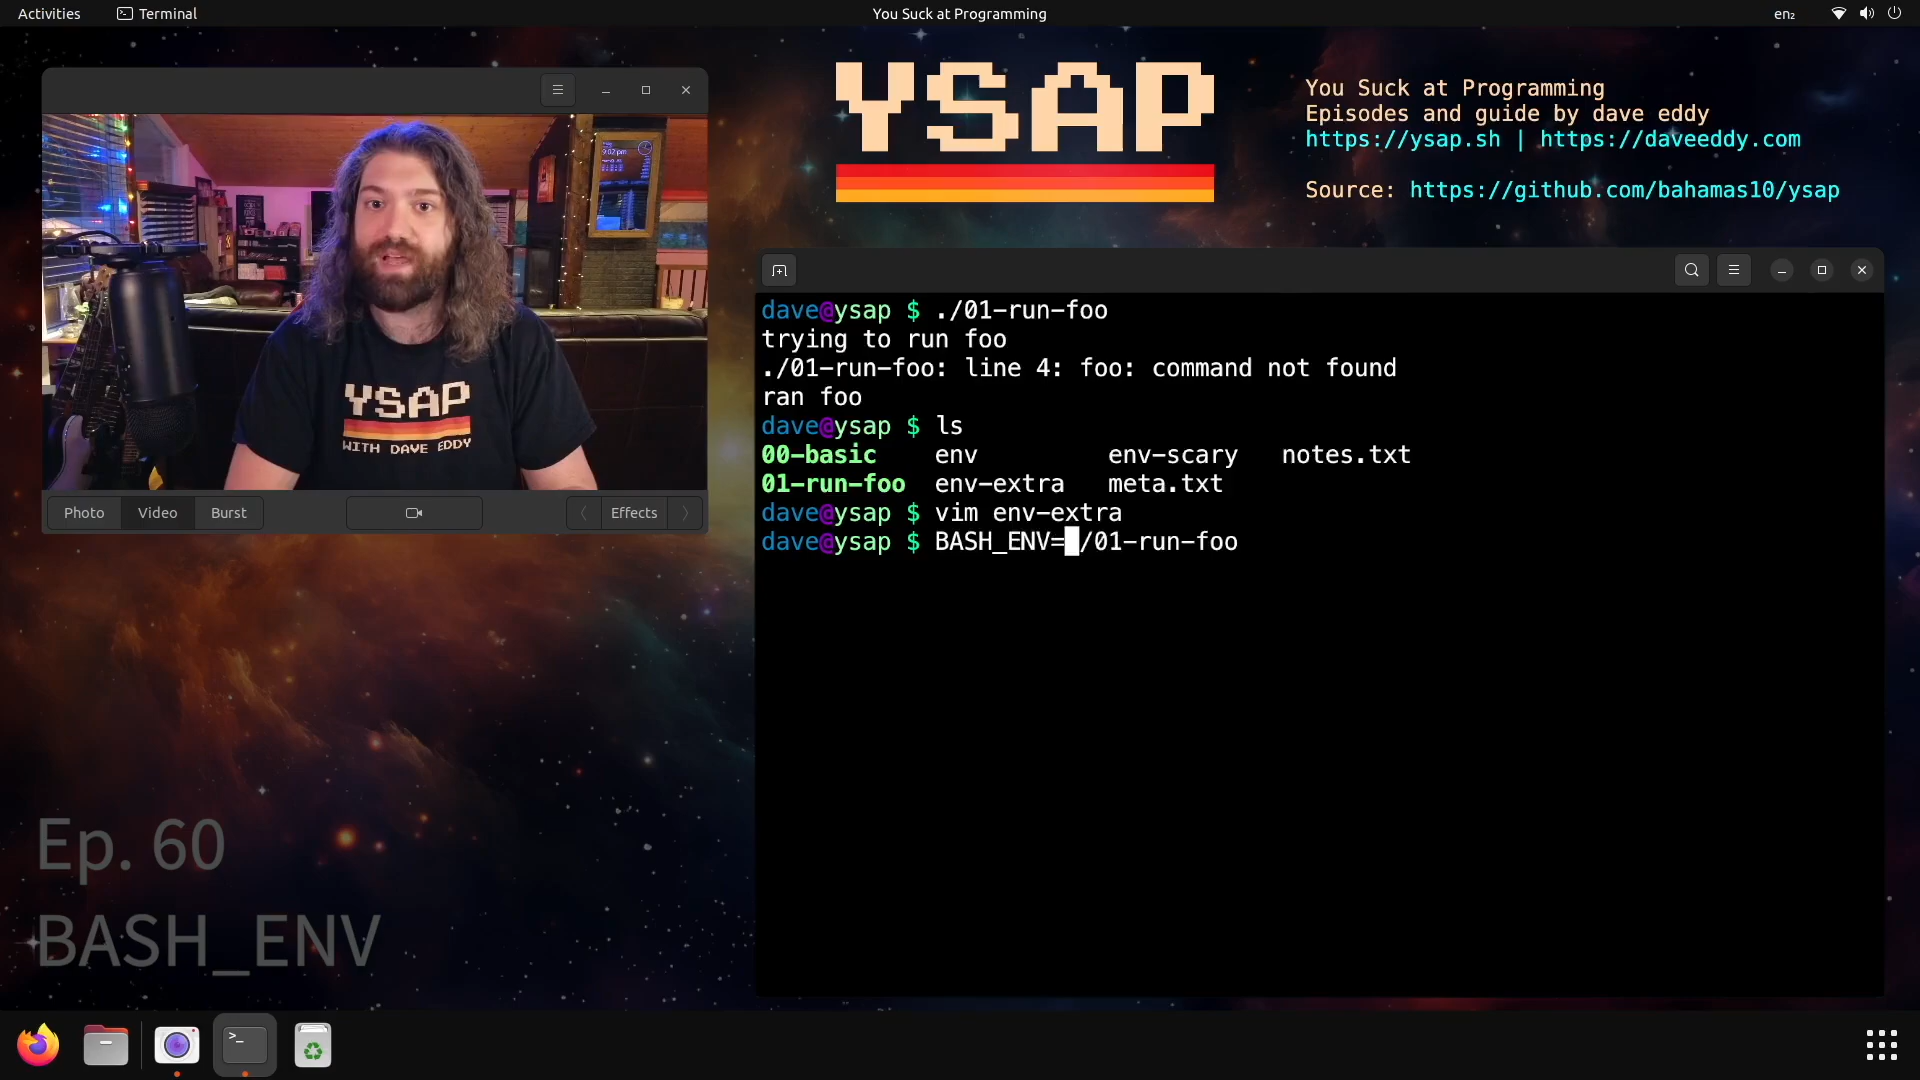 Activities
Terminal
You Suck at Programming
en₂
YSAP
You Suck at Programming
Episodes and guide by dave eddy
https://ysap.sh | https://daveeddy.com
Source: https://github.com/bahamas10/ysap
9:02 pm
YSAP
WITH DAVE EDDY
Photo
Video
Burst
Effects
dave@ysap $ ./01-run-foo
trying to run foo
./01-run-foo: line 4: foo: command not found
ran foo
dave@ysap $ ls
00-basic env env-scary notes.txt
01-run-foo env-extra meta.txt
dave@ysap $ vim env-extra
dave@ysap $ BASH_ENV= /01-run-foo
Ep. 60
BASH_ENV